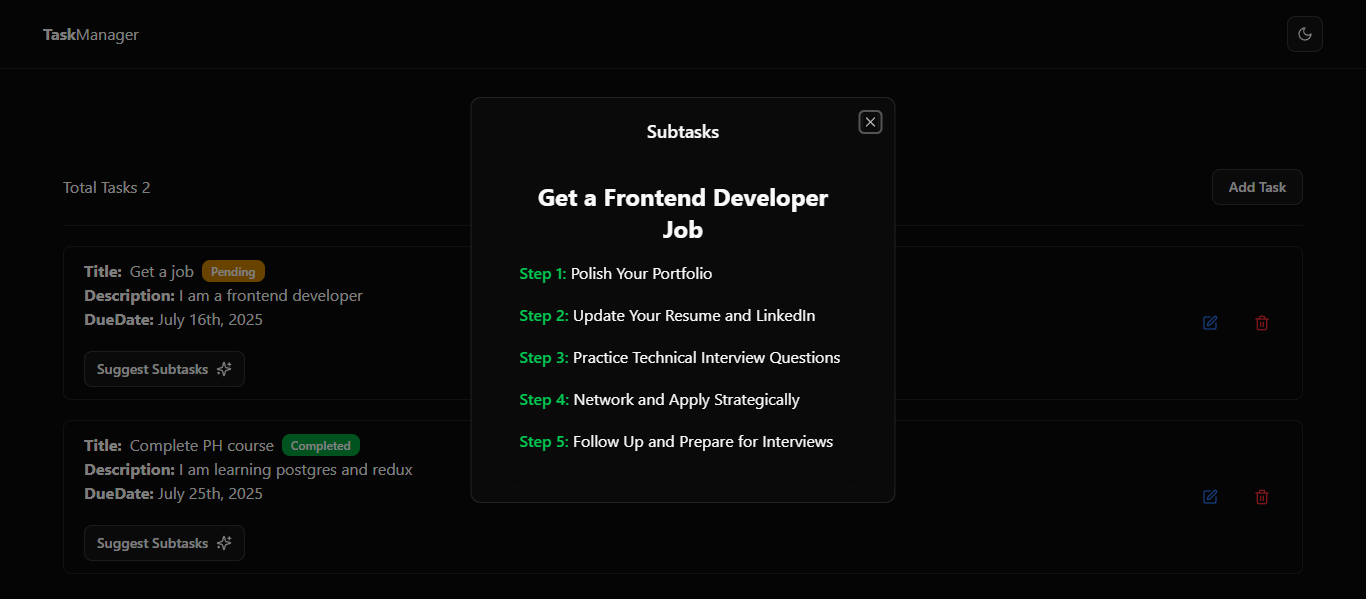 TaskManager
Total Tasks 2
Add Task
Title: Get a job Pending
Description: I am a frontend developer
DueDate: July 16th, 2025
Suggest Subtasks
Title: Complete PH course Completed
Description: I am learning postgres and redux
DueDate: July 25th, 2025
Suggest Subtasks
Subtasks
Get a Frontend Developer
Job
Step 1: Polish Your Portfolio
Step 2: Update Your Resume and LinkedIn
Step 3: Practice Technical Interview Questions
Step 4: Network and Apply Strategically
Step 5: Follow Up and Prepare for Interviews